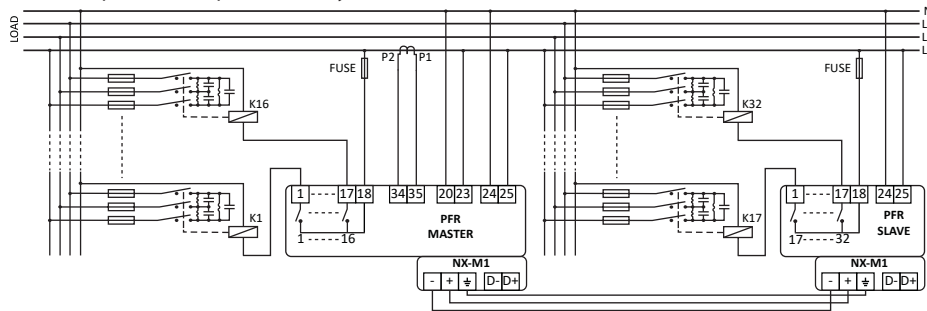 N
L
L
L
LOAD
P2 P1
FUSE
FUSE
K16
K32
1 17 18 34 35 20 23 24 25
1 17 18 24 25
K1
K17
PFR
MASTER
1 16
PFR
SLAVE
17 32
NX-M1
NX-M1
- + D- D+
- + D- D+